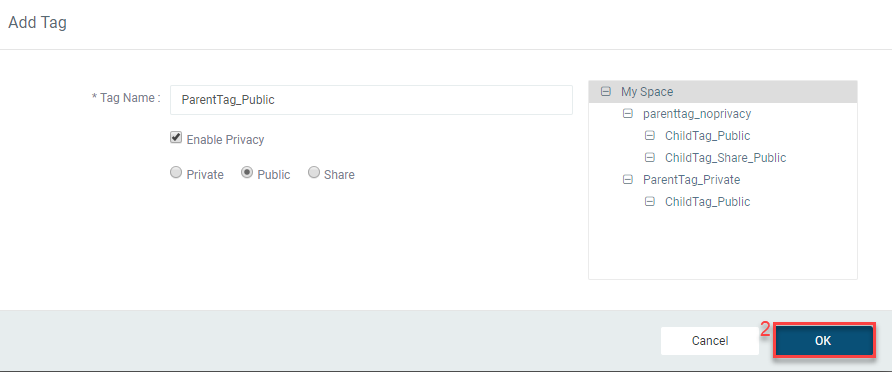 Add Tag
* Tag Name : ParentTag_Public
Enable Privacy
Private Public Share
My Space
parenttag_noprivacy
ChildTag_Public
ChildTag_Share_Public
ParentTag_Private
ChildTag_Public
Cancel 2 OK